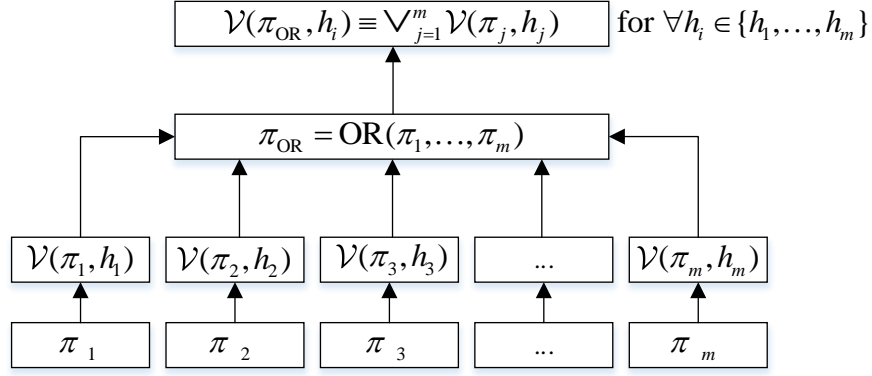 𝒱(π_OR, h_i) ≡ ⋁_{j=1}^{m} 𝒱(π_j, h_j) for ∀h_i ∈ {h_1,…,h_m}
π_OR = OR(π_1,…,π_m)
𝒱(π_1, h_1) 𝒱(π_2, h_2) 𝒱(π_3, h_3) ... 𝒱(π_m, h_m)
π_1 π_2 π_3 ... π_m